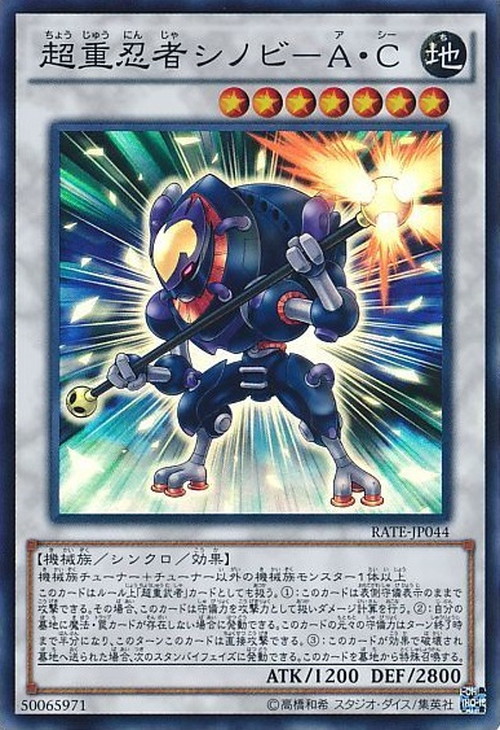 ちょう じゅう にん じゃ ア シー
超重忍者シノビ－A・C
ち
地
RATE-JP044
【機械族／シンクロ／効果】
機械族チューナー＋チューナー以外の機械族モンスター1体以上
このカードはルール上「超重武者」カードとしても扱う。①：このカードは表側守備表示のままで
攻撃できる。その場合、このカードは守備力を攻撃力として扱いダメージ計算を行う。②：自分の
墓地に魔法・罠カードが存在しない場合に発動できる。このカードの元々の守備力はターン終了時
まで半分になり、このターンこのカードは直接攻撃できる。③：このカードが効果で破壊され
墓地へ送られた場合、次のスタンバイフェイズに発動できる。このカードを墓地から特殊召喚する。
ATK/1200 DEF/2800
50065971
©高橋和希 スタジオ・ダイス/集英社